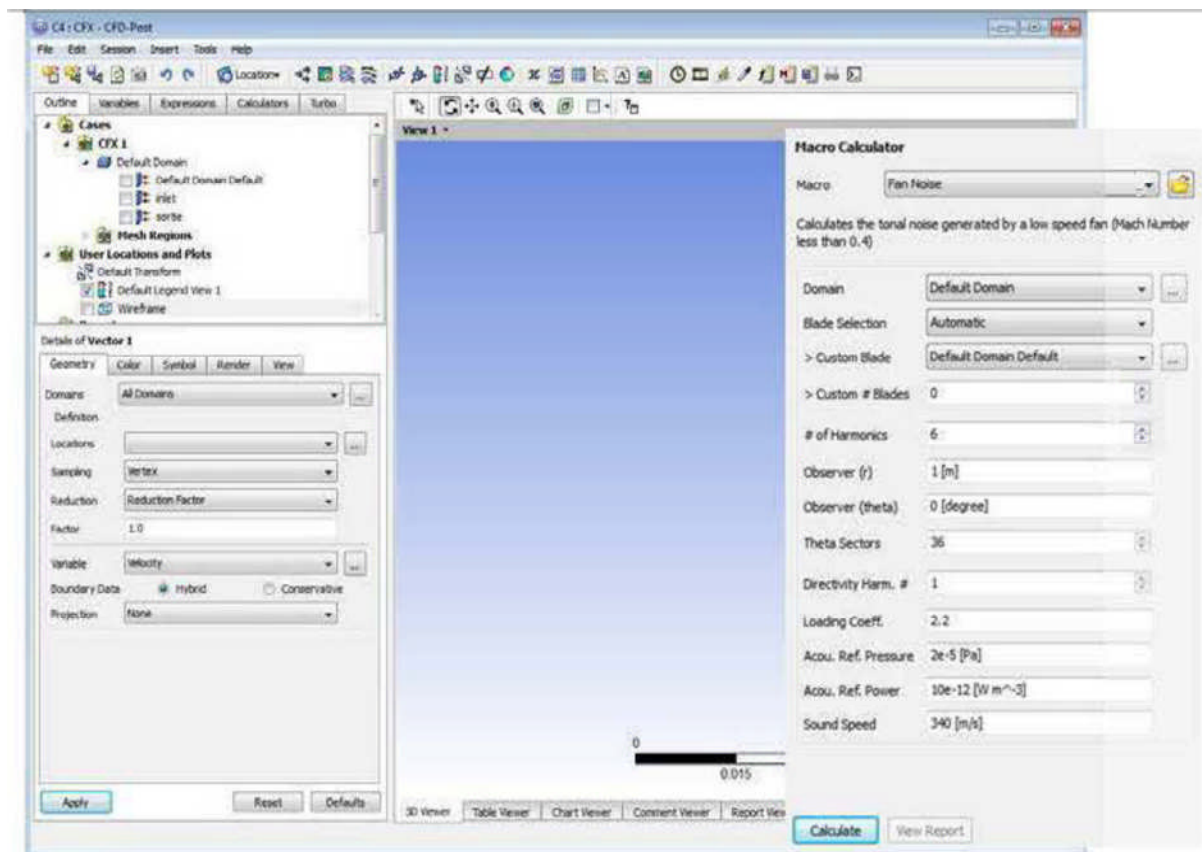 C4 : CFX - CFD-Post
File Edit Session Insert Tools Help
Location
Outline Variables Expressions Calculators Turbo
Cases
CFX 1
Default Domain
Default Domain Default
inlet
sortie
Mesh Regions
User Locations and Plots
Default Transform
Default Legend View 1
Wireframe
Details of Vector 1
Geometry Color Symbol Render View
Domains All Domains ...
Definition
Locations ...
Sampling Vertex
Reduction Reduction Factor
Factor 1.0
Variable Velocity ...
Boundary Data Hybrid Conservative
Projection None
Apply Reset Defaults
View 1
0
0.015
3D Viewer Table Viewer Chart Viewer Comment Viewer Report View
Macro Calculator
Macro Fan Noise
Calculates the tonal noise generated by a low speed fan (Mach Number
less than 0.4)
Domain Default Domain ...
Blade Selection Automatic
> Custom Blade Default Domain Default ...
> Custom # Blades 0
# of Harmonics 6
Observer (r) 1 [m]
Observer (theta) 0 [degree]
Theta Sectors 36
Directivity Harm. # 1
Loading Coeff. 2.2
Acou. Ref. Pressure 2e-5 [Pa]
Acou. Ref. Power 10e-12 [W m^-3]
Sound Speed 340 [m/s]
Calculate View Report